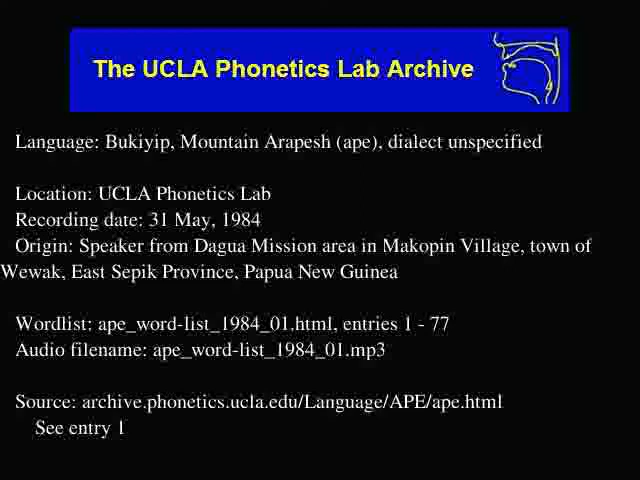 The UCLA Phonetics Lab Archive
Language: Bukiyip, Mountain Arapesh (ape), dialect unspecified
Location: UCLA Phonetics Lab
Recording date: 31 May, 1984
Origin: Speaker from Dagua Mission area in Makopin Village, town of
Wewak, East Sepik Province, Papua New Guinea
Wordlist: ape_word-list_1984_01.html, entries 1 - 77
Audio filename: ape_word-list_1984_01.mp3
Source: archive.phonetics.ucla.edu/Language/APE/ape.html
See entry 1